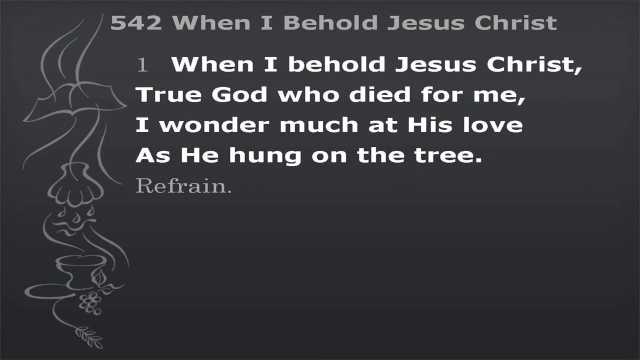 542 When I Behold Jesus Christ
1 When I behold Jesus Christ,
True God who died for me,
I wonder much at His love
As He hung on the tree.
Refrain.